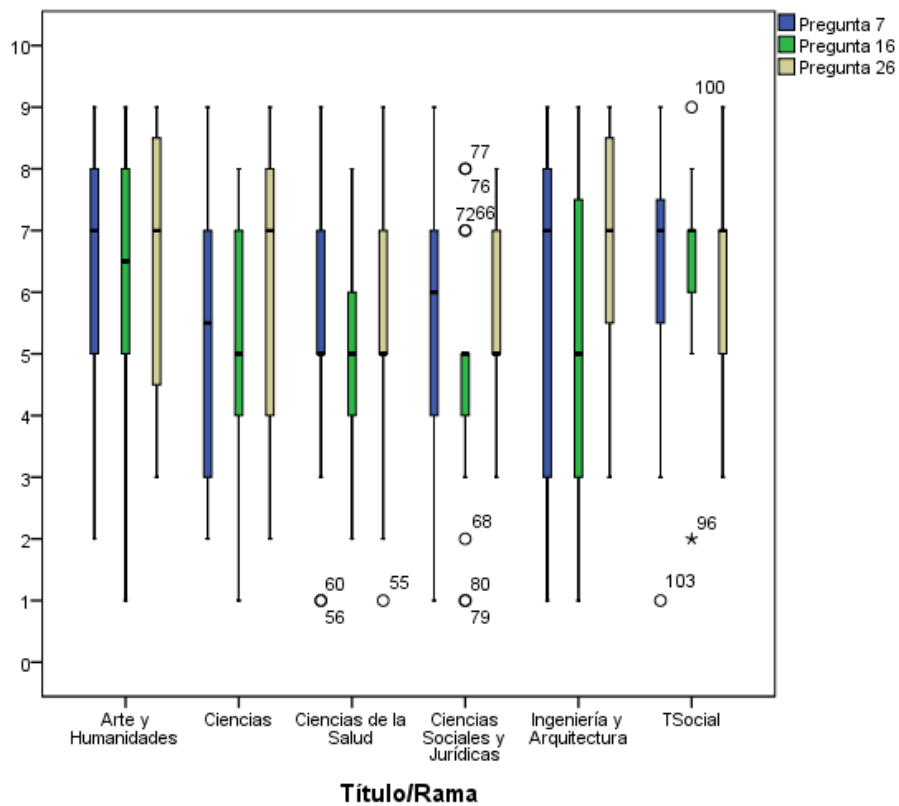 Pregunta 7
Pregunta 16
Pregunta 26
10
9
8
7
6
5
4
3
2
1
0
100
77
76
72
66
68
80
79
60
56
55
96
103
Arte y
Humanidades
Ciencias
Ciencias de la
Salud
Ciencias
Sociales y
Jurídicas
Ingeniería y
Arquitectura
TSocial
Título/Rama